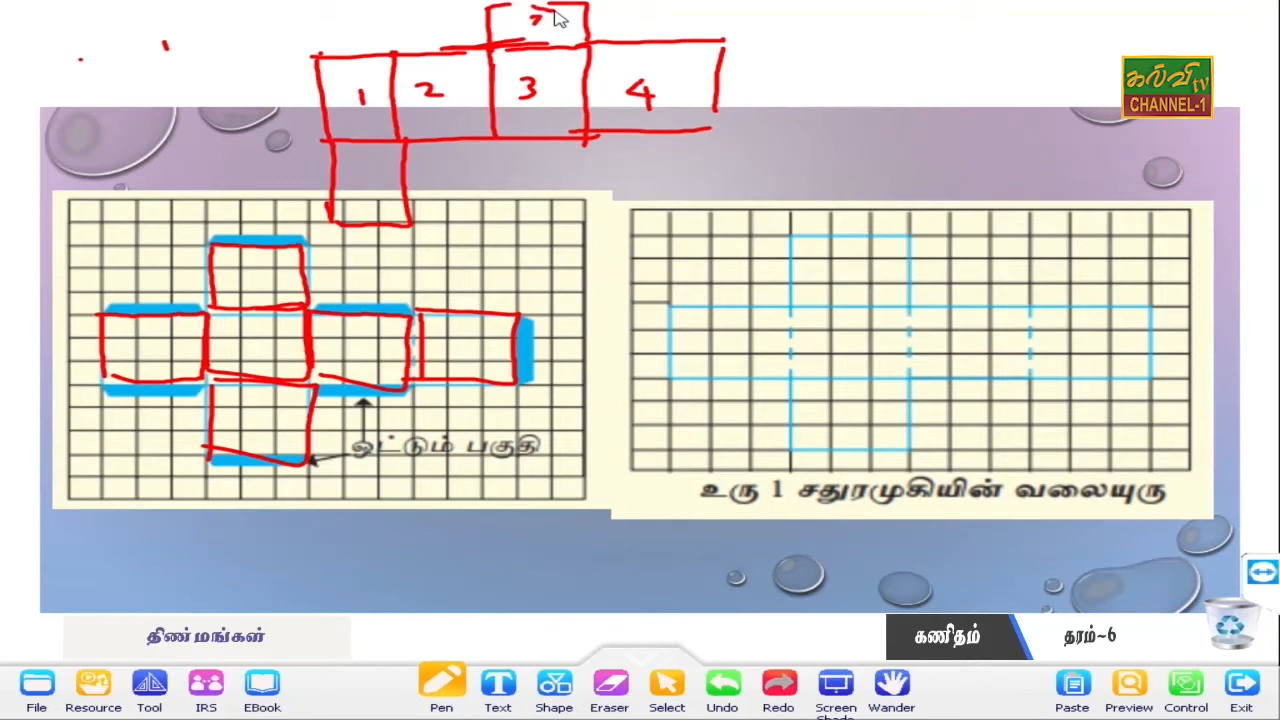 1 2 3 4
கல்வி tv
CHANNEL-1
ஒட்டும் பகுதி
உரு 1 சதுரமுகியின் வலையுரு
திண்மங்கள்
கணிதம்
தரம்-6
File Resource Tool IRS EBook Pen Text Shape Eraser Select Undo Redo Screen Wander Paste Preview Control Exit